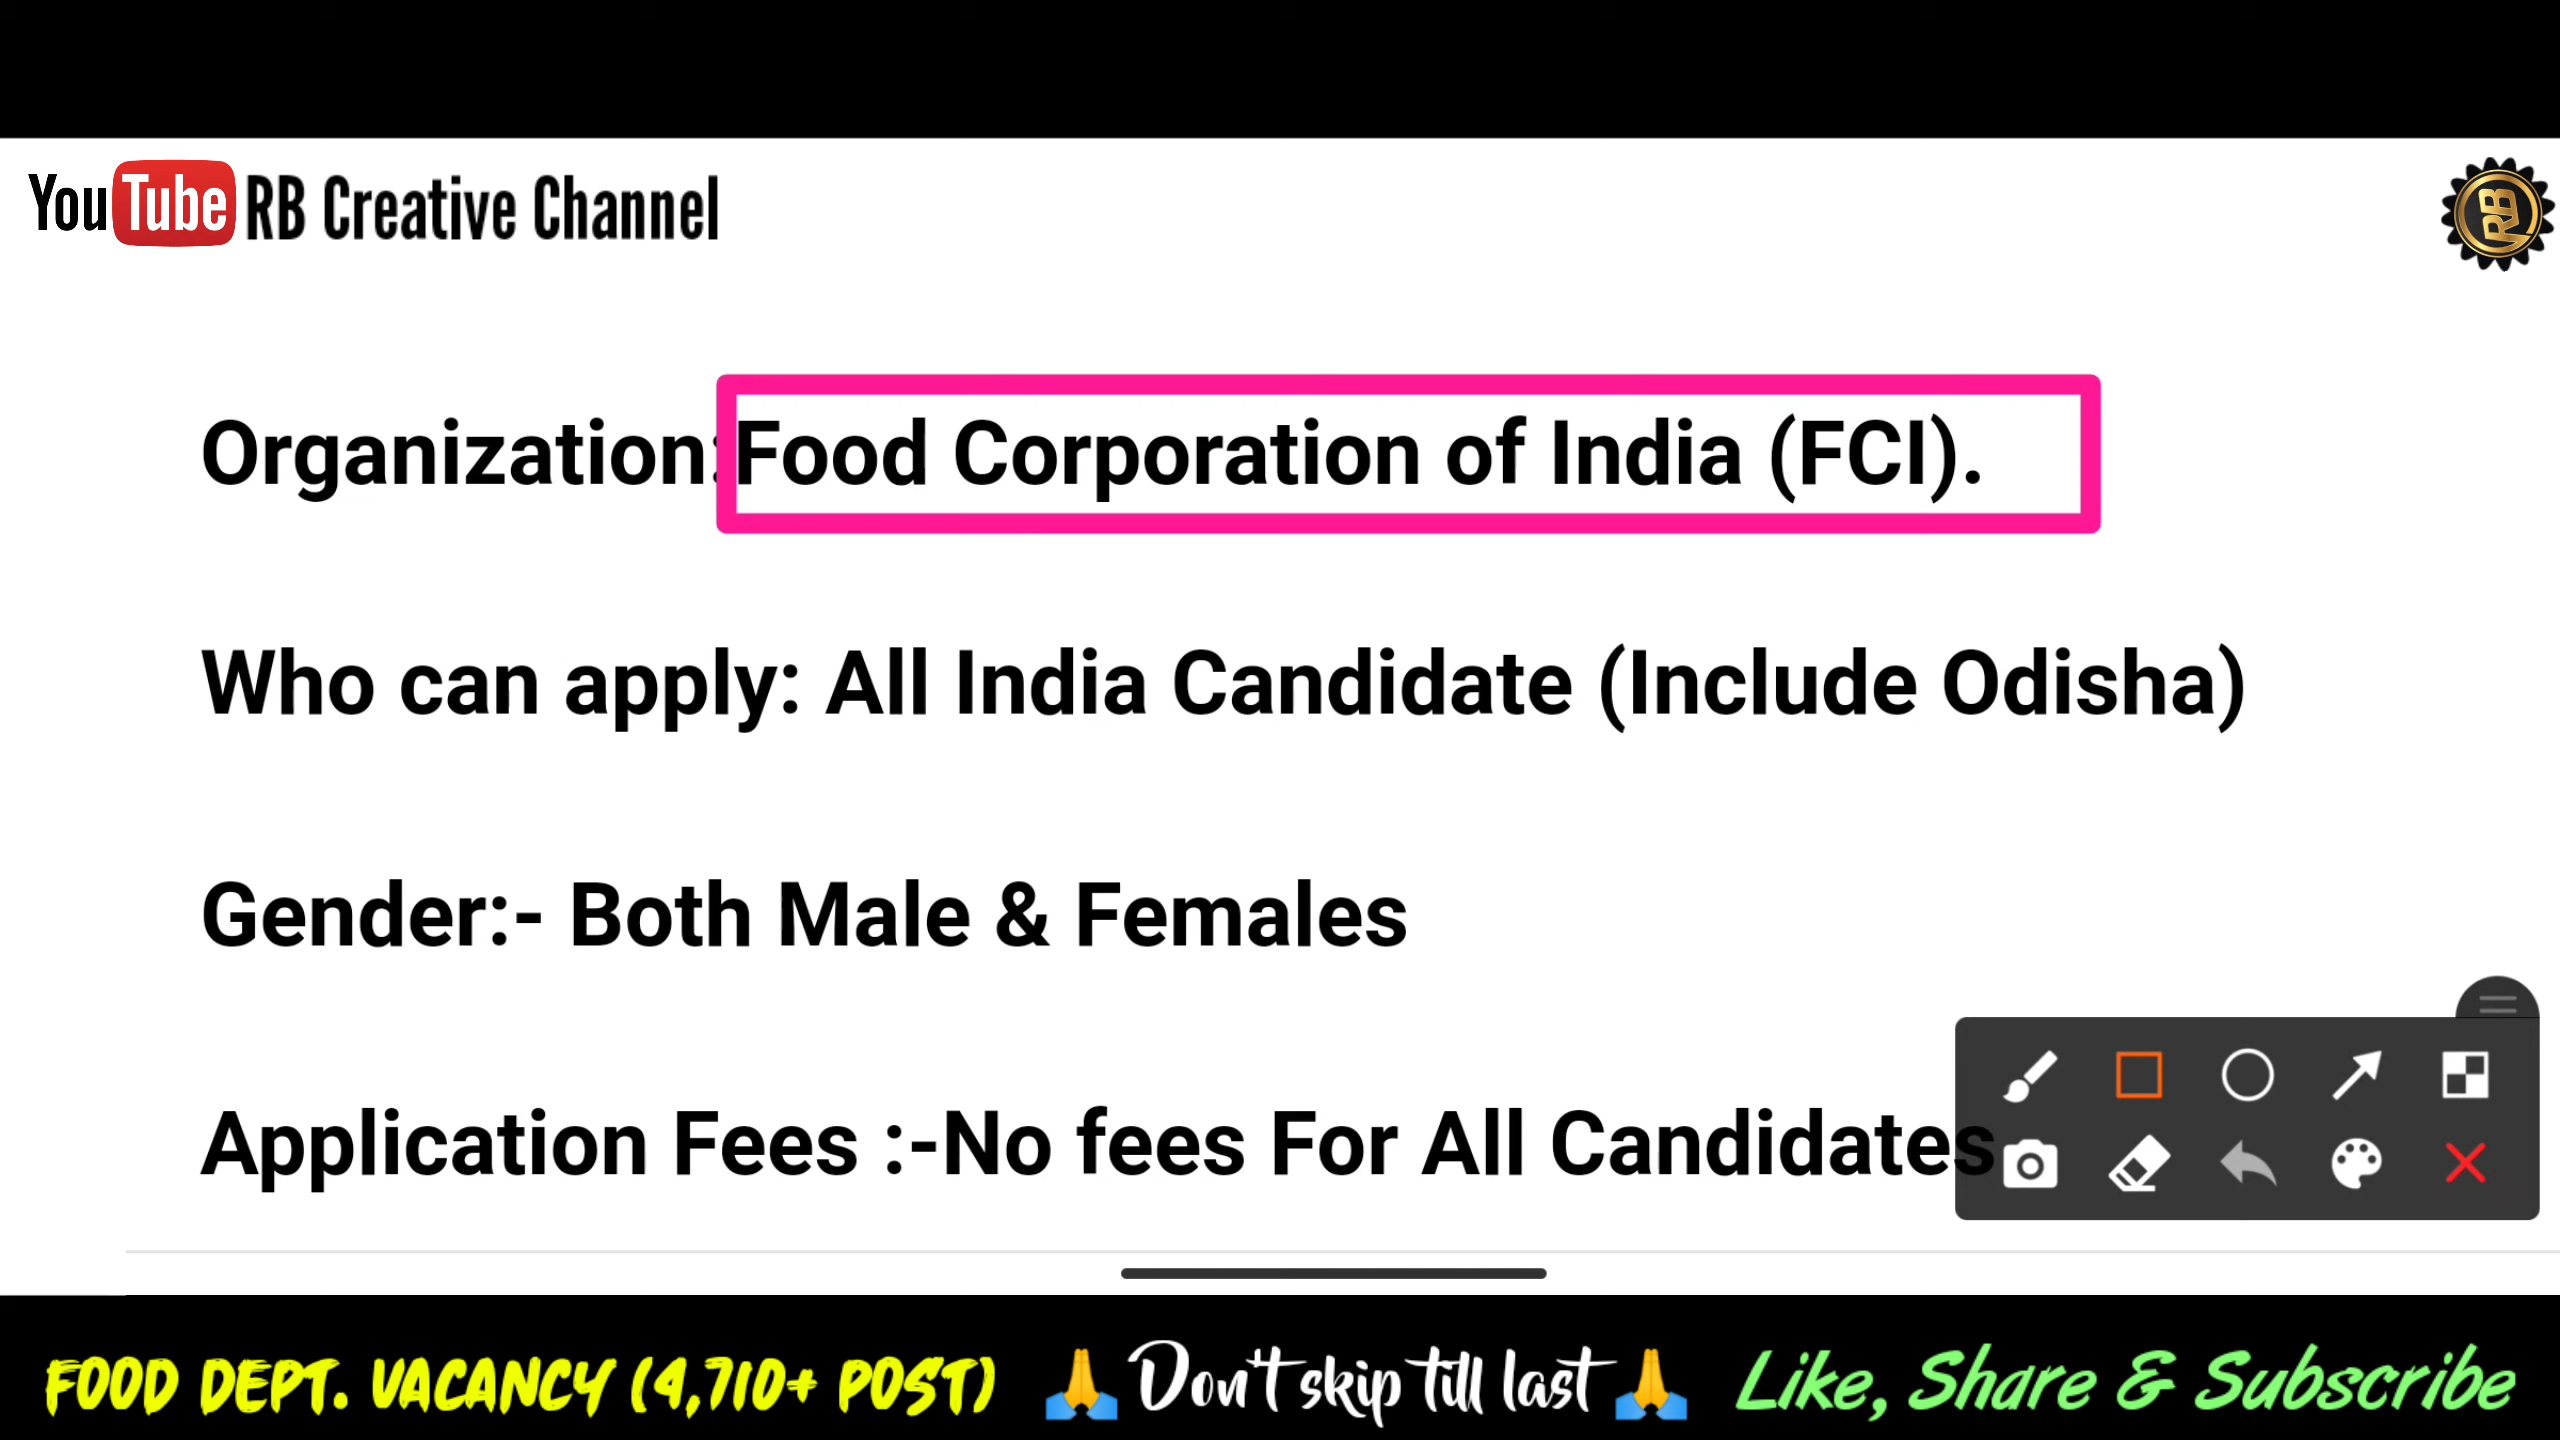 YouTube RB Creative Channel
RB
Organization:Food Corporation of India (FCI).
Who can apply: All India Candidate (Include Odisha)
Gender:- Both Male & Females
Application Fees :-No fees For All Candidates
FOOD DEPT. VACANCY (4,710+ POST) 🙏Don't skip till last🙏 Like, Share & Subscribe